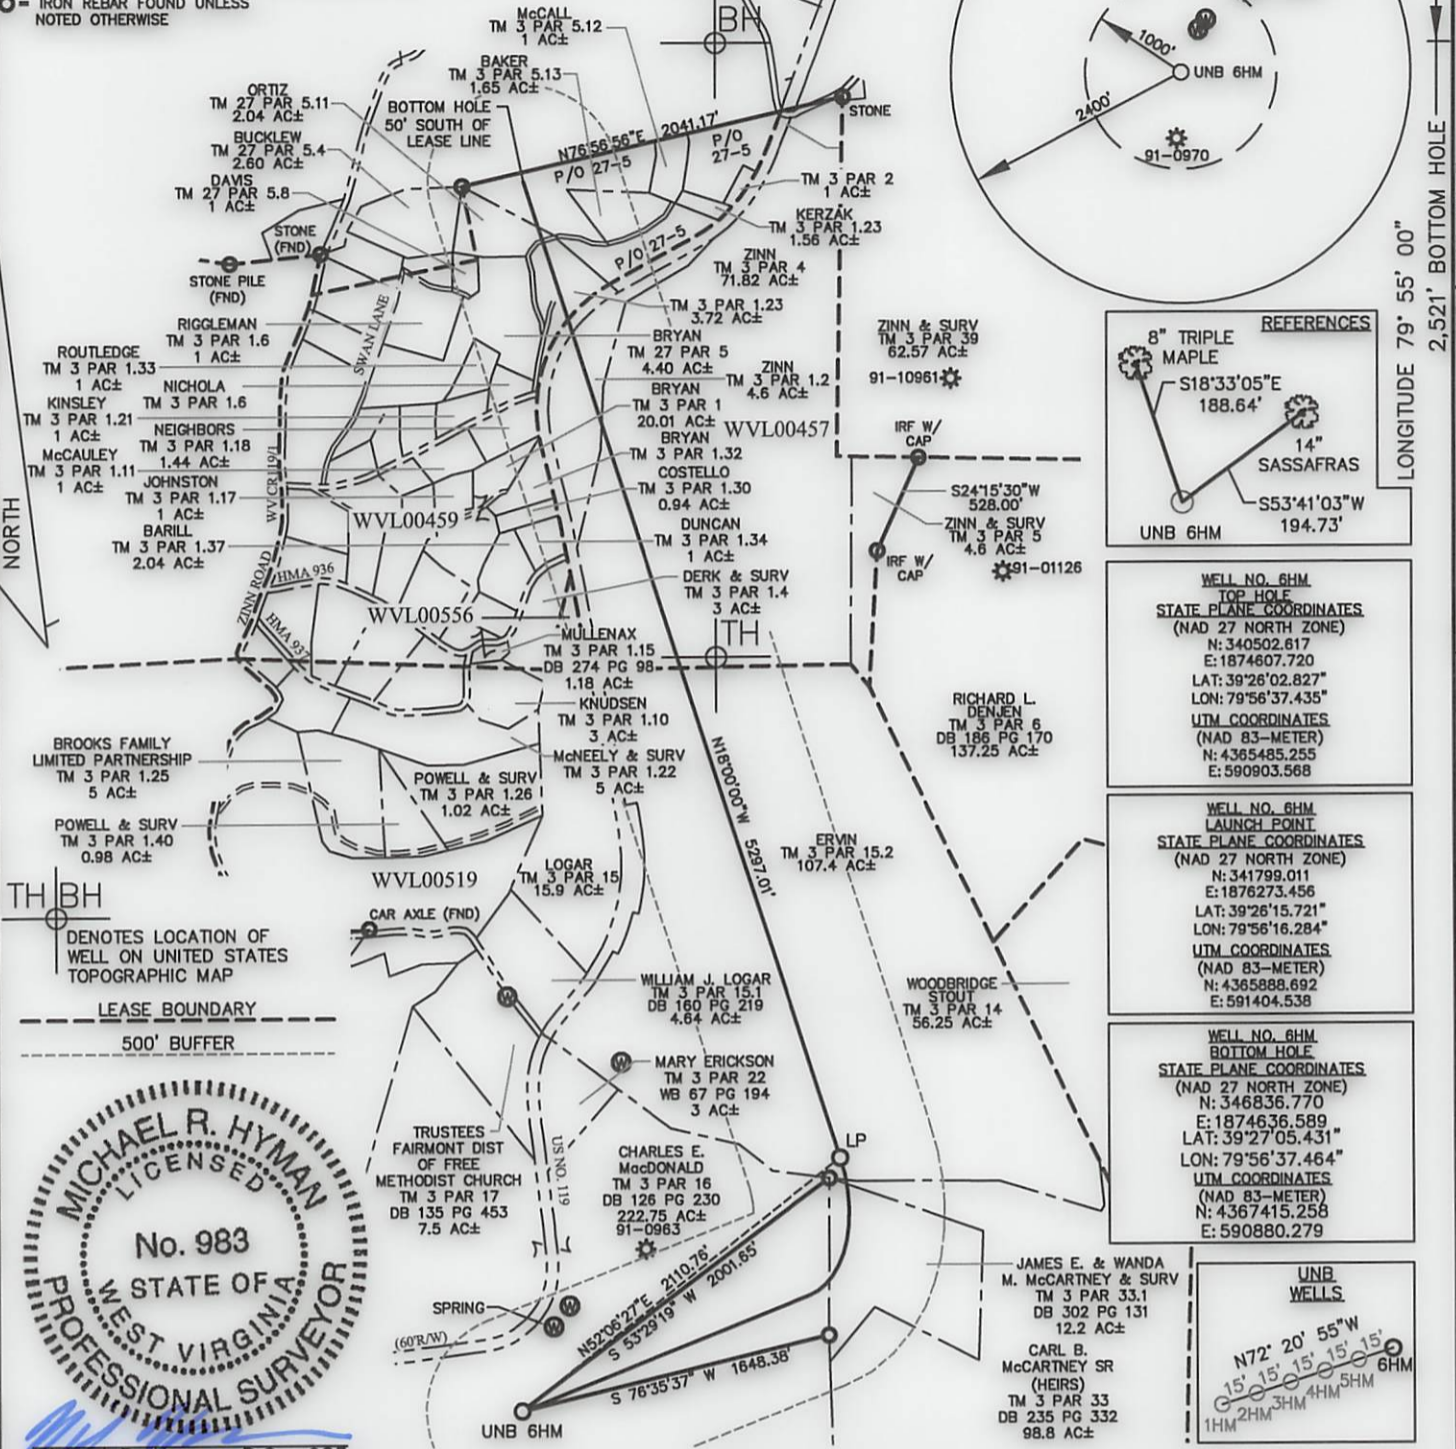 = IRON REBAR FOUND UNLESS
NOTED OTHERWISE
McCALL
TM 3 PAR 5.12
1 AC±
BAKER
TM 3 PAR 5.13
1.65 AC±
ORTIZ
TM 27 PAR 5.11
2.04 AC±
BUCKLEW
TM 27 PAR 5.4
2.60 AC±
DAVIS
TM 27 PAR 5.8
1 AC±
BOTTOM HOLE
50' SOUTH OF
LEASE LINE
BH
N76°56'56"E 2041.17'
P/O 27-5
P/O
27-5
STONE
TM 3 PAR 2
1 AC±
KERZAK
TM 3 PAR 1.23
1.56 AC±
P/O 27-5
ZINN
TM 3 PAR 4
71.82 AC±
TM 3 PAR 1.23
3.72 AC±
STONE
(FND)
STONE PILE
(FND)
SWAN LANE
RIGGLEMAN
TM 3 PAR 1.6
1 AC±
ROUTLEDGE
TM 3 PAR 1.33
1 AC±
NICHOLA
TM 3 PAR 1.6
KINSLEY
TM 3 PAR 1.21
1 AC±
NEIGHBORS
TM 3 PAR 1.18
1.44 AC±
McCAULEY
TM 3 PAR 1.11
1 AC±
JOHNSTON
TM 3 PAR 1.17
1 AC±
BARILL
TM 3 PAR 1.37
2.04 AC±
WV CR 119/1
ZINN ROAD
HMA 936
HMA 937
WVL00459
WVL00556
WVL00457
BRYAN
TM 27 PAR 5
4.40 AC±
ZINN
TM 3 PAR 1.2
4.6 AC±
BRYAN
TM 3 PAR 1
20.01 AC±
BRYAN
TM 3 PAR 1.32
COSTELLO
TM 3 PAR 1.30
0.94 AC±
DUNCAN
TM 3 PAR 1.34
1 AC±
DERK & SURV
TM 3 PAR 1.4
3 AC±
MULLENAX
TM 3 PAR 1.15
DB 274 PG 98
1.18 AC±
KNUDSEN
TM 3 PAR 1.10
3 AC±
McNEELY & SURV
TM 3 PAR 1.22
5 AC±
TH
ZINN & SURV
TM 3 PAR 39
62.57 AC±
91-10961
IRF W/
CAP
S24°15'30"W
528.00'
ZINN & SURV
TM 3 PAR 5
4.6 AC±
IRF W/
CAP
91-01126
RICHARD L.
DENJEN
TM 3 PAR 6
DB 186 PG 170
137.25 AC±
NORTH
BROOKS FAMILY
LIMITED PARTNERSHIP
TM 3 PAR 1.25
5 AC±
POWELL & SURV
TM 3 PAR 1.26
1.02 AC±
POWELL & SURV
TM 3 PAR 1.40
0.98 AC±
WVL00519
N18°00'00"W 5297.01'
ERVIN
TM 3 PAR 15.2
107.4 AC±
LOGAR
TM 3 PAR 15
15.9 AC±
CAR AXLE (FND)
TH BH
DENOTES LOCATION OF
WELL ON UNITED STATES
TOPOGRAPHIC MAP
LEASE BOUNDARY
500' BUFFER
WILLIAM J. LOGAR
TM 3 PAR 15.1
DB 160 PG 219
4.64 AC±
W
W
MARY ERICKSON
TM 3 PAR 22
WB 67 PG 194
3 AC±
WOODBRIDGE
STOUT
TM 3 PAR 14
56.25 AC±
TRUSTEES
FAIRMONT DIST
OF FREE
METHODIST CHURCH
TM 3 PAR 17
DB 135 PG 453
7.5 AC±
US NO. 119
CHARLES E.
MacDONALD
TM 3 PAR 16
DB 126 PG 230
222.75 AC±
91-0963
LP
N52°06'27"E 2110.76'
S 53°29'19" W 2001.65'
S 76°35'37" W 1648.38'
SPRING
W
W
(60'R/W)
UNB 6HM
JAMES E. & WANDA
M. McCARTNEY & SURV
TM 3 PAR 33.1
DB 302 PG 131
12.2 AC±
CARL B.
McCARTNEY SR
(HEIRS)
TM 3 PAR 33
DB 235 PG 332
98.8 AC±
MICHAEL R. HYMAN
LICENSED
No. 983
STATE OF
WEST VIRGINIA
PROFESSIONAL SURVEYOR
1000'
2400'
UNB 6HM
91-0970
LONGITUDE 79° 55' 00"
2,521' BOTTOM HOLE
REFERENCES
8" TRIPLE
MAPLE
S18°33'05"E
188.64'
14"
SASSAFRAS
S53°41'03"W
194.73'
UNB 6HM
WELL NO. 6HM
TOP HOLE
STATE PLANE COORDINATES
(NAD 27 NORTH ZONE)
N: 340502.617
E: 1874607.720
LAT: 39°26'02.827"
LON: 79°56'37.435"
UTM COORDINATES
(NAD 83-METER)
N: 4365485.255
E: 590903.568
WELL NO. 6HM
LAUNCH POINT
STATE PLANE COORDINATES
(NAD 27 NORTH ZONE)
N: 341799.011
E: 1876273.456
LAT: 39°26'15.721"
LON: 79°56'16.284"
UTM COORDINATES
(NAD 83-METER)
N: 4365888.692
E: 591404.538
WELL NO. 6HM
BOTTOM HOLE
STATE PLANE COORDINATES
(NAD 27 NORTH ZONE)
N: 346836.770
E: 1874636.589
LAT: 39°27'05.431"
LON: 79°56'37.464"
UTM COORDINATES
(NAD 83-METER)
N: 4367415.258
E: 590880.279
UNB
WELLS
N72° 20' 55"W
15' 15' 15' 15' 15'
1HM 2HM 3HM 4HM 5HM 6HM